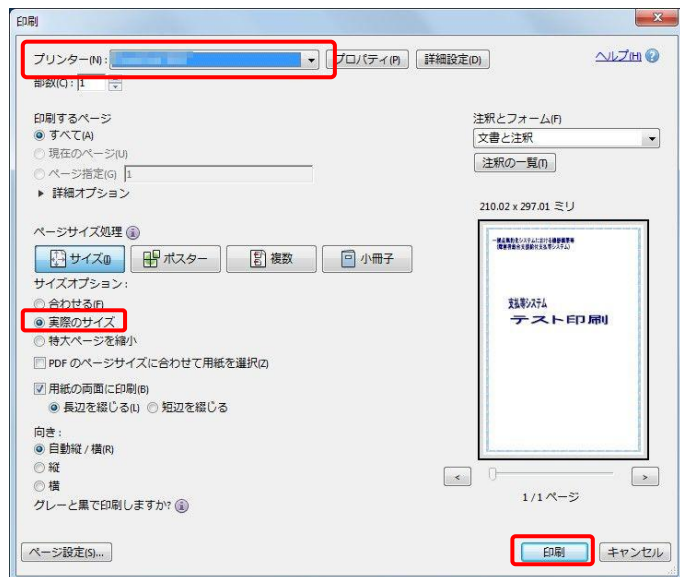 印刷
プリンター(N): プロパティ(P) 詳細設定(D) ヘルプ(H)
部数(C): 1
印刷するページ
すべて(A)
現在のページ(U)
ページ指定(G) 1
詳細オプション
注釈とフォーム(F)
文書と注釈
注釈の一覧(T)
ページサイズ処理
サイズ(I) ポスター 複数 小冊子
サイズオプション:
合わせる(F)
実際のサイズ
特大ページを縮小
PDF のページサイズに合わせて用紙を選択(Z)
用紙の両面に印刷(B)
長辺を綴じる(L) 短辺を綴じる
向き:
自動縦 / 横(R)
縦
横
グレーと黒で印刷しますか?
210.02 x 297.01 ミリ
支払等システム
テスト印刷
< >
1 / 1 ページ
ページ設定(S)... 印刷 キャンセル